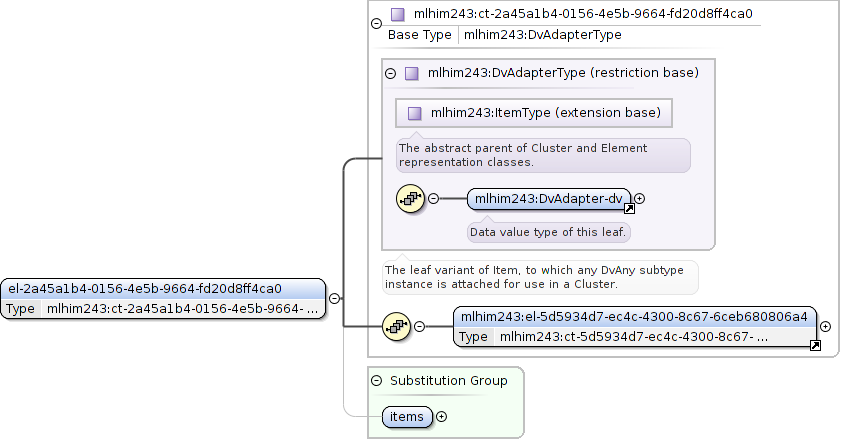 mlhim243:ct-2a45a1b4-0156-4e5b-9664-fd20d8ff4ca0
Base Type mlhim243:DvAdapterType
mlhim243:DvAdapterType (restriction base)
mlhim243:ItemType (extension base)
The abstract parent of Cluster and Element
representation classes.
mlhim243:DvAdapter-dv
Data value type of this leaf.
The leaf variant of Item, to which any DvAny subtype
instance is attached for use in a Cluster.
el-2a45a1b4-0156-4e5b-9664-fd20d8ff4ca0
Type mlhim243:ct-2a45a1b4-0156-4e5b-9664- ...
mlhim243:el-5d5934d7-ec4c-4300-8c67-6ceb680806a4
Type mlhim243:ct-5d5934d7-ec4c-4300-8c67- ...
Substitution Group
items